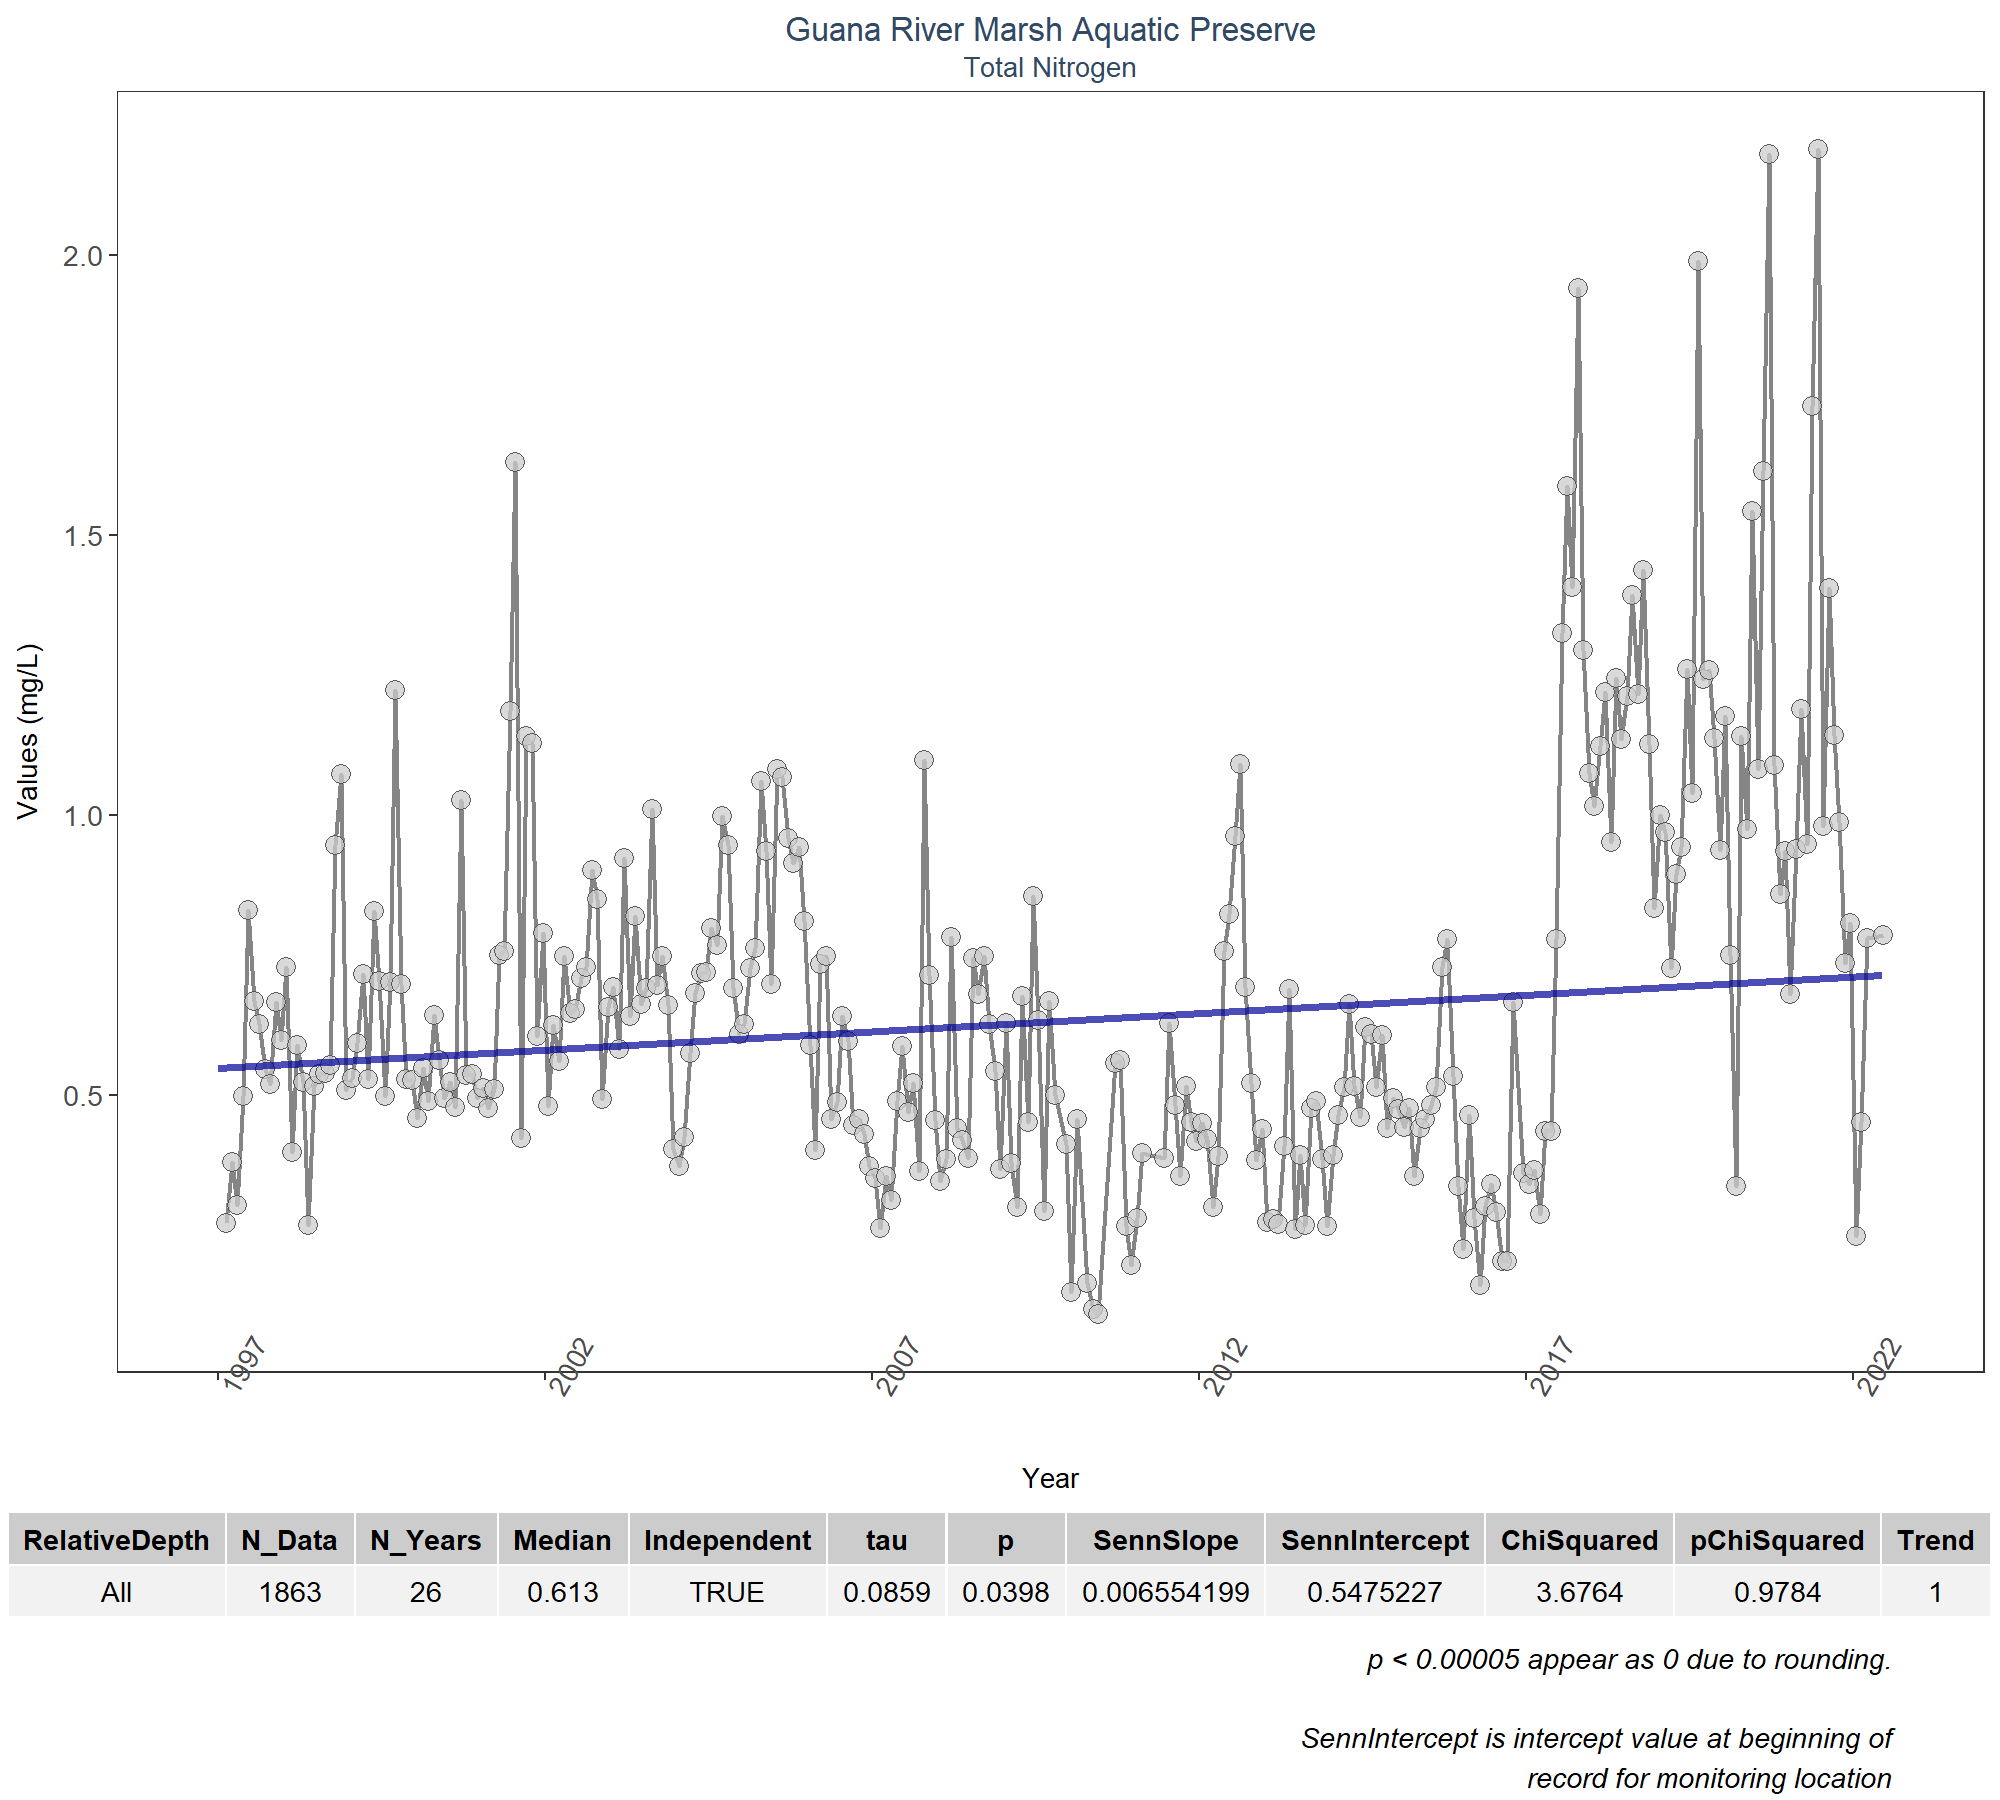 Guana River Marsh Aquatic Preserve
Total Nitrogen
Values (mg/L)
2.0
1.5
1.0
0.5
1997 2002 2007 2012 2017 2022
Year
RelativeDepth N_Data N_Years Median Independent tau p SennSlope SennIntercept ChiSquared pChiSquared Trend
All 1863 26 0.613 TRUE 0.0859 0.0398 0.006554199 0.5475227 3.6764 0.9784 1
p < 0.00005 appear as 0 due to rounding.
SennIntercept is intercept value at beginning of
record for monitoring location